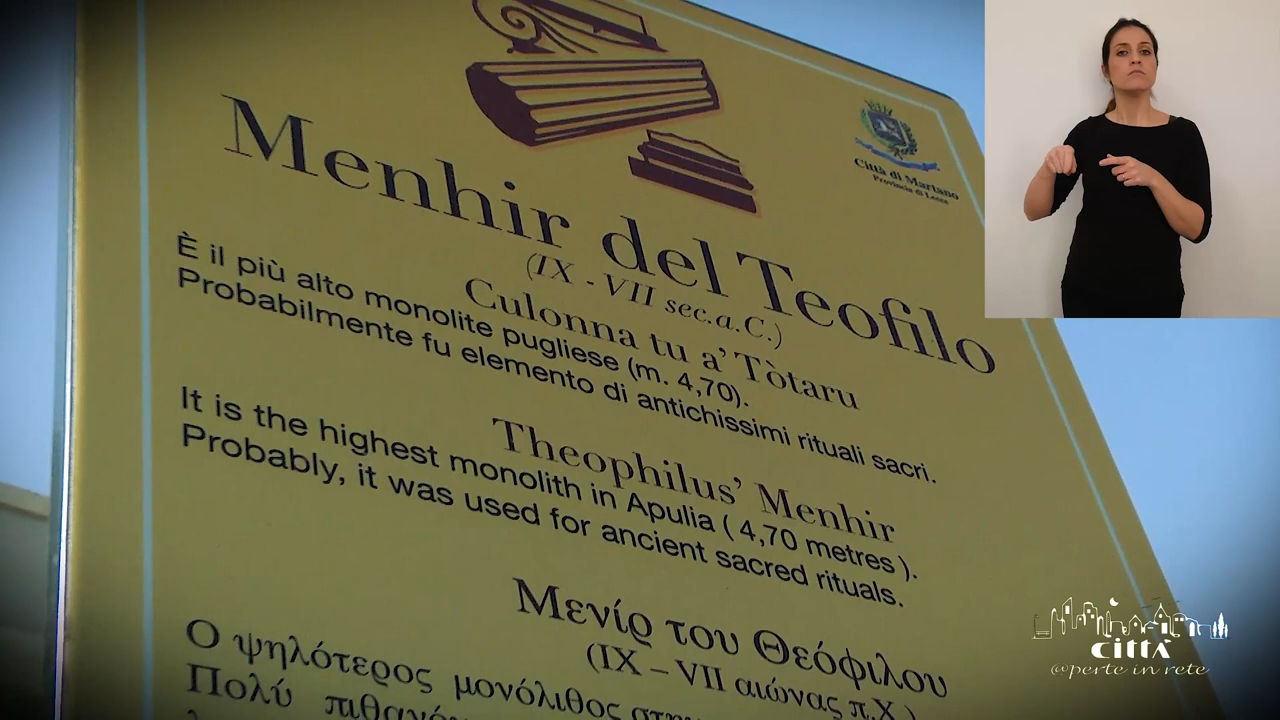 Città di Martano
Provincia di Lecce
Menhir del Teofilo
(IX - VII sec.a.C.)
Culonna tu a' Tòtaru
È il più alto monolite pugliese (m. 4,70).
Probabilmente fu elemento di antichissimi rituali sacri.
Theophilus' Menhir
It is the highest monolith in Apulia ( 4,70 metres ).
Probably, it was used for ancient sacred rituals.
Μενίρ του Θεόφιλου
(IX – VII αιώνας π.Χ.)
Ο ψηλότερος μονόλιθος
Πολύ
città
@perte in rete